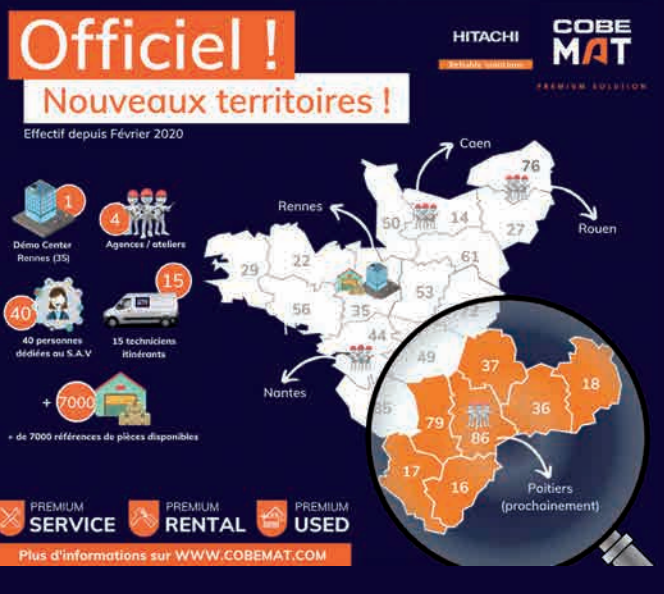 Officiel !
Nouveaux territoires !
Effectif depuis Février 2020
HITACHI
Reliable solutions
COBE
MAT
PREMIUM SOLUTION
1
Démo Center
Rennes (35)
4
Agences / ateliers
40
40 personnes
dédiées au S.A.V
15
15 techniciens
itinérants
+ 7000
+ de 7000 références de pièces disponibles
Caen
76
Rouen
Rennes
50
14
27
61
29
22
56
35
53
72
44
49
Nantes
85
37
18
36
79
86
17
16
Poitiers
(prochainement)
PREMIUM
SERVICE
PREMIUM
RENTAL
PREMIUM
USED
Plus d'informations sur WWW.COBEMAT.COM